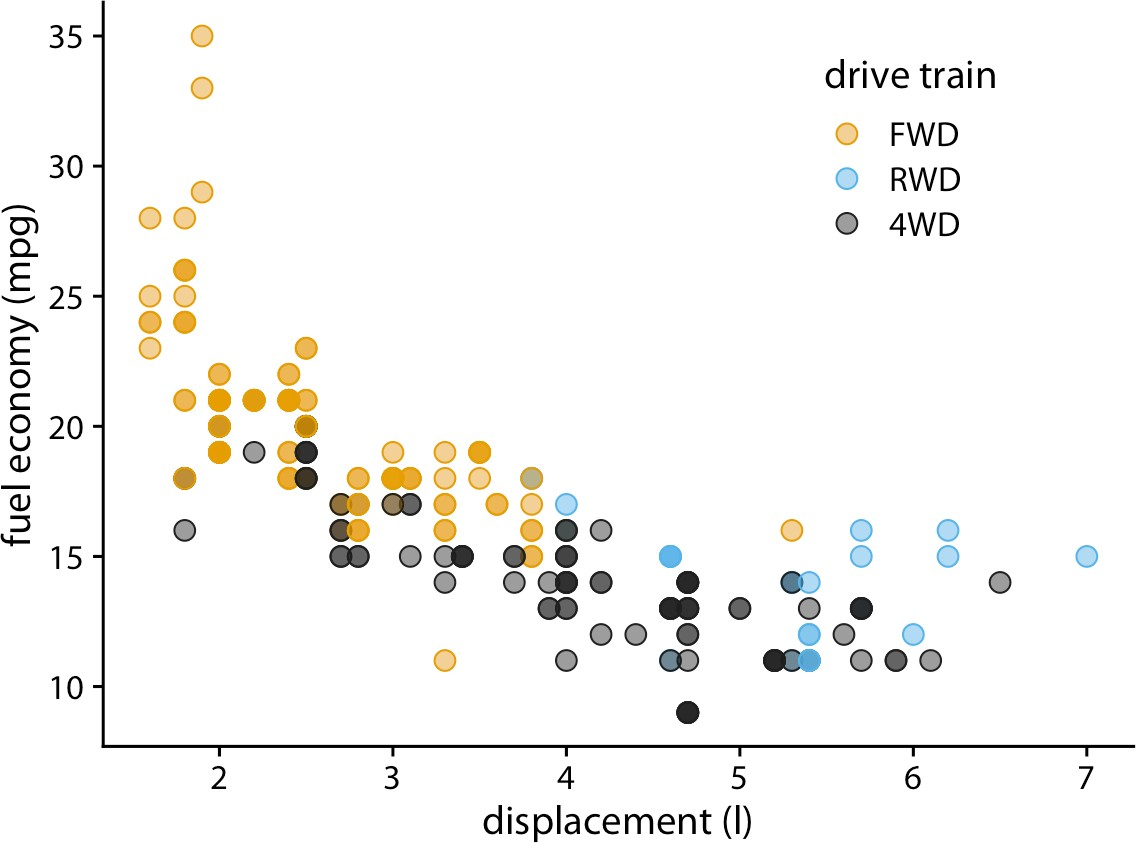 35
30
25
20
15
10
fuel economy (mpg)
drive train
FWD
RWD
4WD
2 3 4 5 6 7
displacement (l)